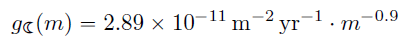 g☾(m) = 2.89 × 10⁻¹¹ m⁻² yr⁻¹ · m⁻⁰·⁹